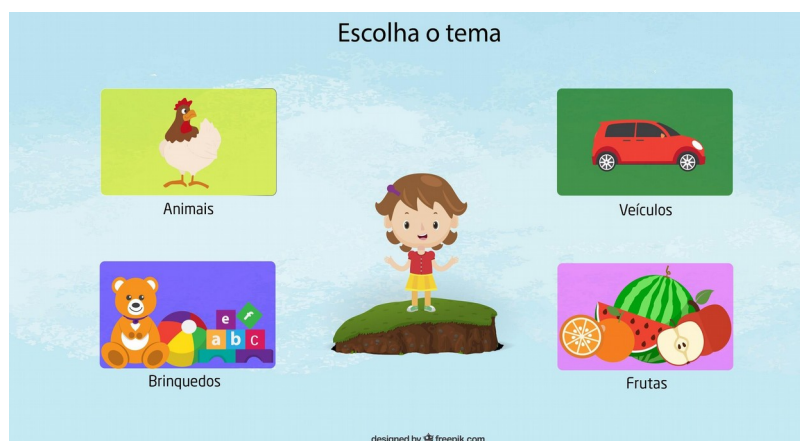 Escolha o tema
Animais
Veículos
e f
a b c
Brinquedos
Frutas
designed by freepik.com